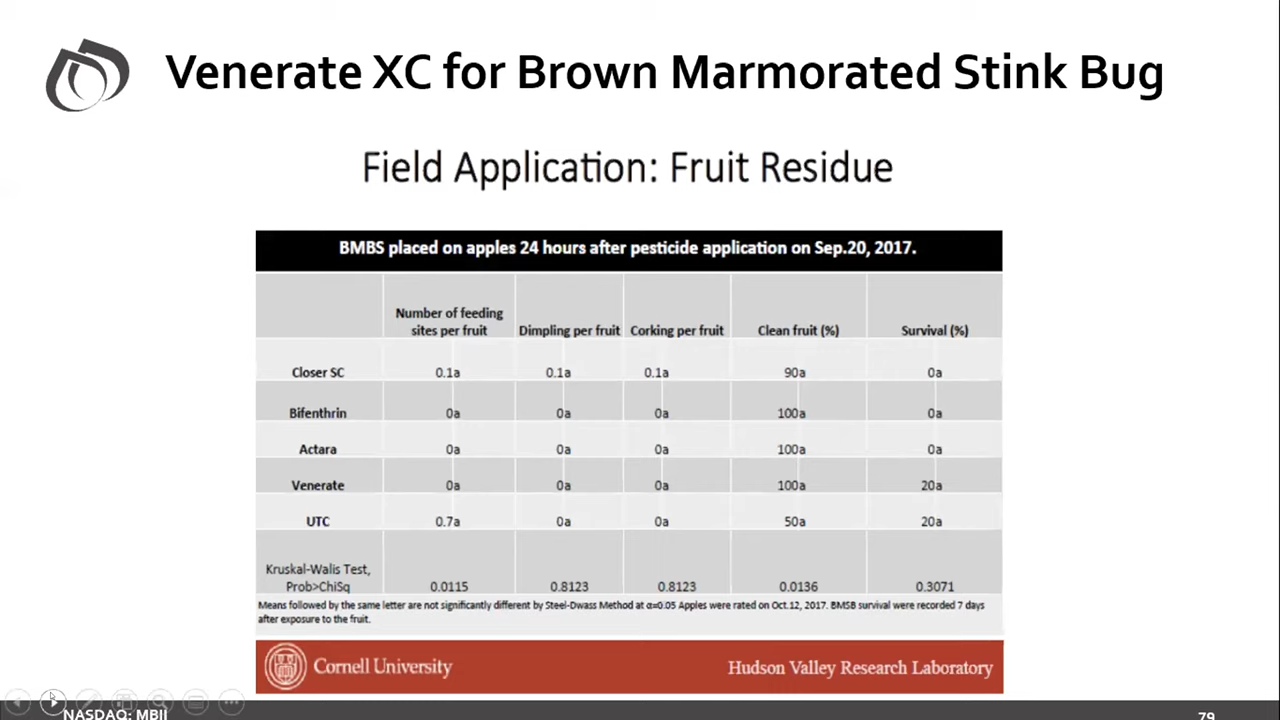 Venerate XC for Brown Marmorated Stink Bug
Field Application: Fruit Residue
BMBS placed on apples 24 hours after pesticide application on Sep.20, 2017.
Number of feeding
sites per fruit Dimpling per fruit Corking per fruit Clean fruit (%) Survival (%)
Closer SC 0.1a 0.1a 0.1a 90a 0a
Bifenthrin 0a 0a 0a 100a 0a
Actara 0a 0a 0a 100a 0a
Venerate 0a 0a 0a 100a 20a
UTC 0.7a 0a 0a 50a 20a
Kruskal-Walis Test,
Prob>ChiSq 0.0115 0.8123 0.8123 0.0136 0.3071
Means followed by the same letter are not significantly different by Steel-Dwass Method at α=0.05 Apples were rated on Oct.12, 2017. BMSB survival were recorded 7 days
after exposure to the fruit.
Cornell University Hudson Valley Research Laboratory
NASDAQ: MBII 79